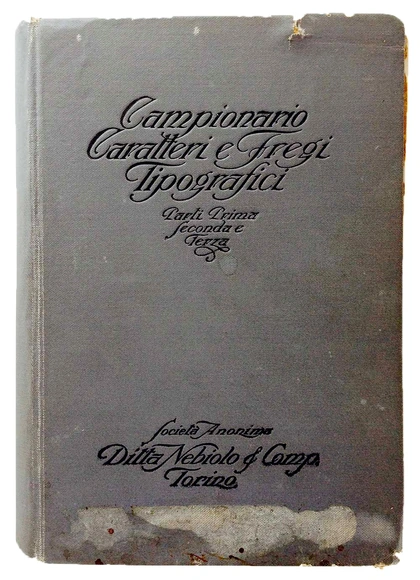 Campionario
Caratteri e Fregi
Tipografici
Parti Prima
Seconda e
Terza
Società Anonima
Ditta Nebiolo & Comp.
Torino